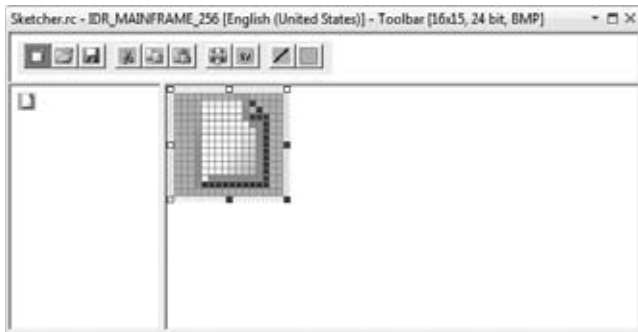 Sketcher.rc - IDR_MAINFRAME_256 [English (United States)] - Toolbar [16x15, 24 bit, BMP]